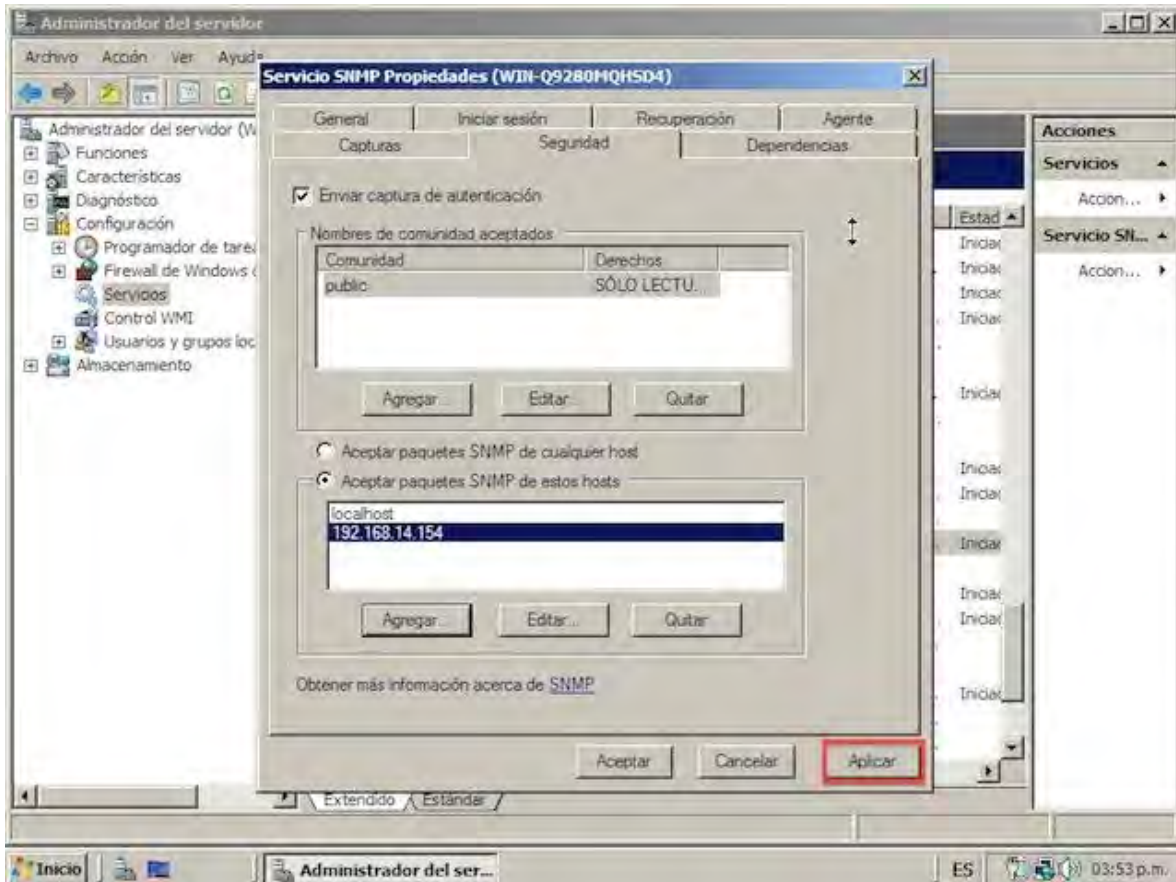 Administrador del servidor
Archivo Acción Ver Ayuda
Servicio SNMP Propiedades (WIN-Q9280MQHSD4)
General Iniciar sesión Recuperación Agente
Capturas Seguridad Dependencias
Enviar captura de autenticación
Nombres de comunidad aceptados
Comunidad Derechos
public SÓLO LECTU...
Agregar... Editar... Quitar
Aceptar paquetes SNMP de cualquier host
Aceptar paquetes SNMP de estos hosts
localhost
192.168.14.154
Agregar... Editar... Quitar
Obtener más información acerca de SNMP
Aceptar Cancelar Aplicar
Administrador del servidor (W
Funciones
Características
Diagnóstico
Configuración
Programador de tarea
Firewall de Windows c
Servicios
Control WMI
Usuarios y grupos loc
Almacenamiento
Estad
Iniciad
Iniciad
Iniciad
Iniciad
Iniciad
Iniciad
Iniciad
Iniciad
Iniciad
Iniciad
Iniciad
Acciones
Servicios
Accion...
Servicio SN...
Accion...
Extendido Estándar
Inicio Administrador del ser... ES 03:53 p.m.